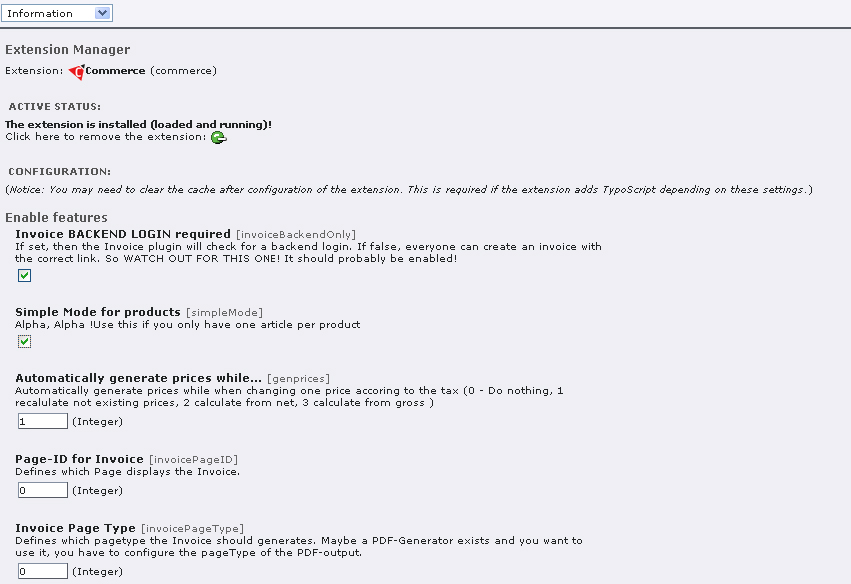 Information
Extension Manager
Extension: Commerce (commerce)
ACTIVE STATUS:
The extension is installed (loaded and running)!
Click here to remove the extension:
CONFIGURATION:
(Notice: You may need to clear the cache after configuration of the extension. This is required if the extension adds TypoScript depending on these settings.)
Enable features
Invoice BACKEND LOGIN required [invoiceBackendOnly]
If set, then the Invoice plugin will check for a backend login. If false, everyone can create an invoice with
the correct link. So WATCH OUT FOR THIS ONE! It should probably be enabled!
Simple Mode for products [simpleMode]
Alpha, Alpha !Use this if you only have one article per product
Automatically generate prices while... [genprices]
Automatically generate prices while when changing one price accoring to the tax (0 - Do nothing, 1
recalulate not existing prices, 2 calculate from net, 3 calculate from gross )
1 (Integer)
Page-ID for Invoice [invoicePageID]
Defines which Page displays the Invoice.
0 (Integer)
Invoice Page Type [invoicePageType]
Defines which pagetype the Invoice should generates. Maybe a PDF-Generator exists and you want to
use it, you have to configure the pageType of the PDF-output.
0 (Integer)